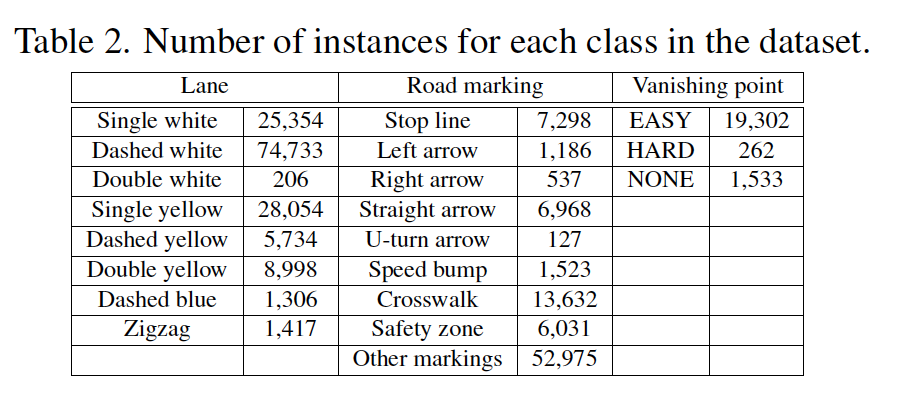 Table 2. Number of instances for each class in the dataset.
Lane Road marking Vanishing point
Single white 25,354 Stop line 7,298 EASY 19,302
Dashed white 74,733 Left arrow 1,186 HARD 262
Double white 206 Right arrow 537 NONE 1,533
Single yellow 28,054 Straight arrow 6,968
Dashed yellow 5,734 U-turn arrow 127
Double yellow 8,998 Speed bump 1,523
Dashed blue 1,306 Crosswalk 13,632
Zigzag 1,417 Safety zone 6,031
Other markings 52,975